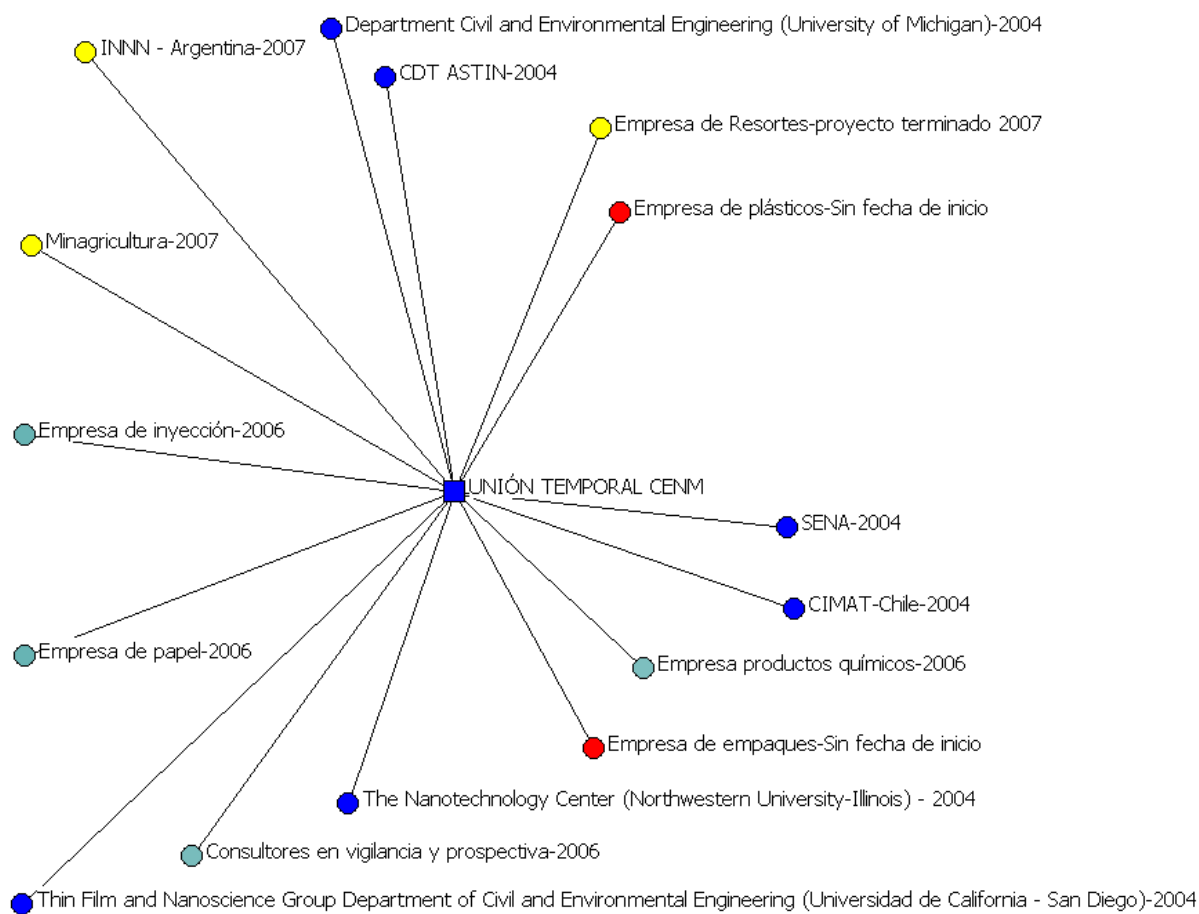 Department Civil and Environmental Engineering (University of Michigan)-2004
INNN - Argentina-2007
CDT ASTIN-2004
Empresa de Resortes-proyecto terminado 2007
Empresa de plásticos-Sin fecha de inicio
Minagricultura-2007
Empresa de inyección-2006
UNIÓN TEMPORAL CENM
SENA-2004
CIMAT-Chile-2004
Empresa de papel-2006
Empresa productos químicos-2006
Empresa de empaques-Sin fecha de inicio
The Nanotechnology Center (Northwestern University-Illinois) - 2004
Consultores en vigilancia y prospectiva-2006
Thin Film and Nanoscience Group Department of Civil and Environmental Engineering (Universidad de California - San Diego)-2004